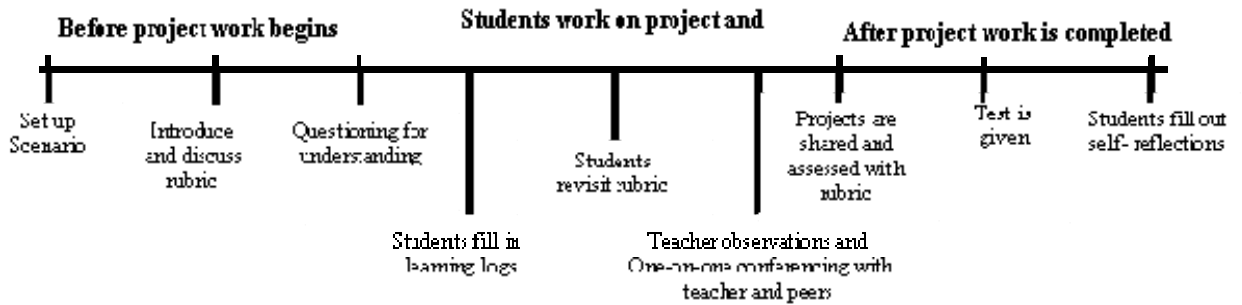 Before project work begins
Students work on project and
After project work is completed
Set up
Scenario
Introduce
and discuss
rubric
Questioning for
understanding
Students fill in
learning logs
Students
revisit rubric
Teacher observations and
One-on-one conferencing with
teacher and peers
Projects are
shared and
assessed with
rubric
Test is
given
Students fill out
self-reflections